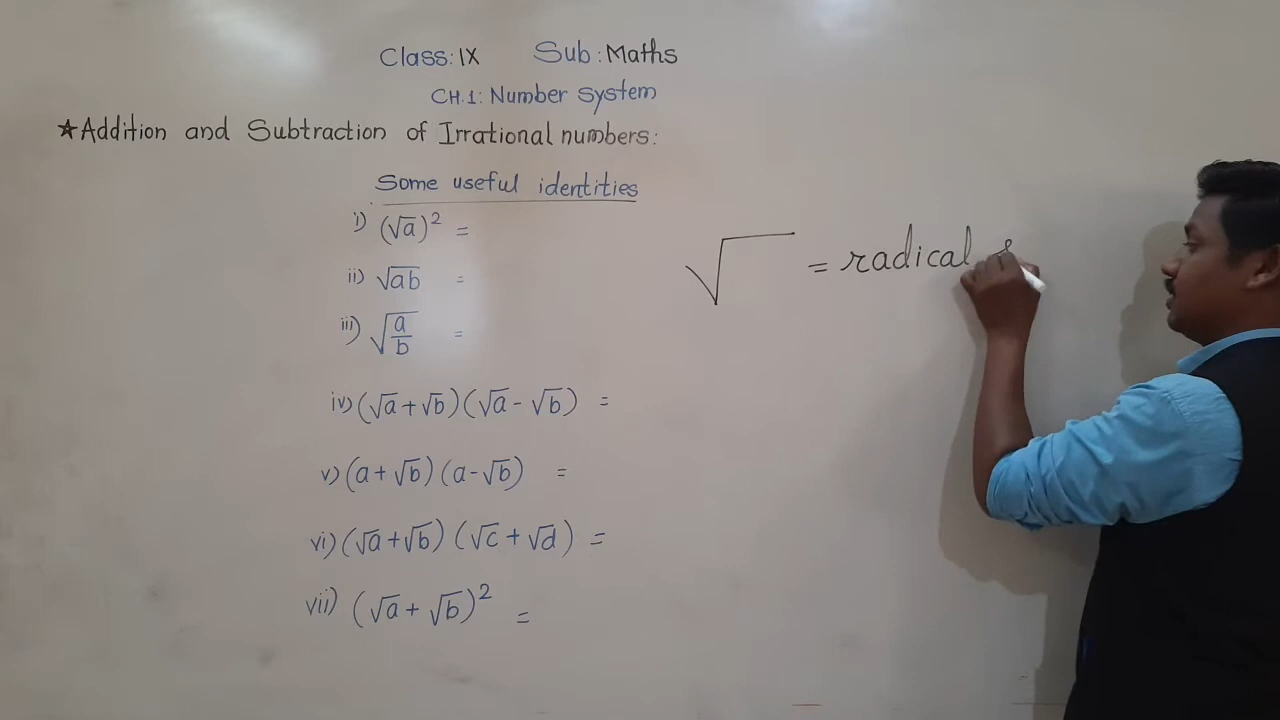 Class: IX Sub: Maths
CH.1: Number system
★Addition and Subtraction of Irrational numbers:
Some useful identities
i) (√a)² =
ii) √ab =
iii) √a/b =
√ = radical s
iv) (√a + √b) (√a - √b) =
v) (a + √b) (a - √b) =
vi) (√a + √b) (√c + √d) =
vii) (√a + √b)² =